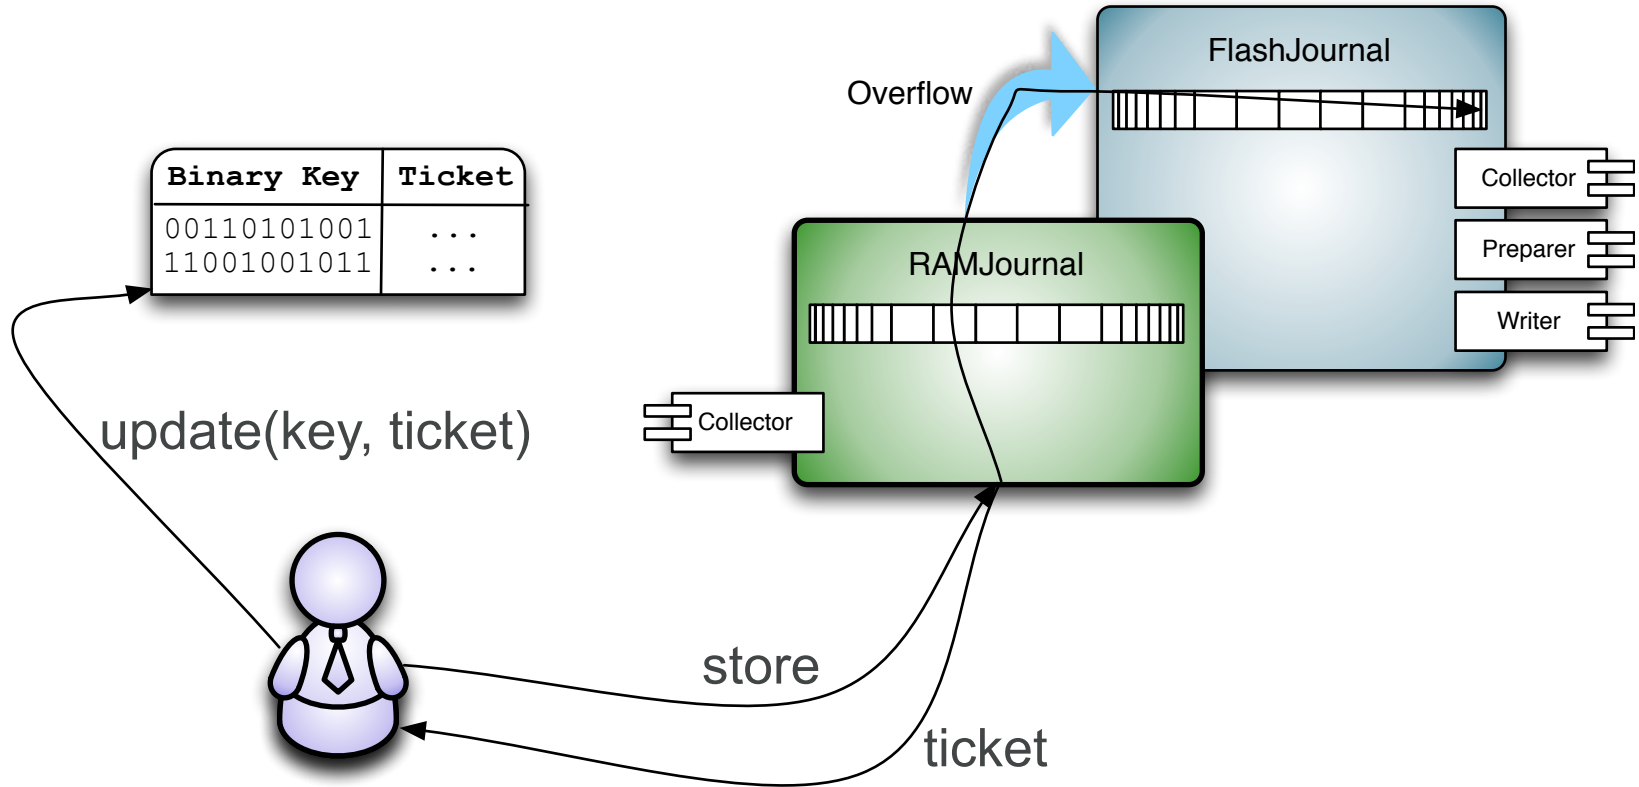 FlashJournal
Overflow
Collector
Preparer
Writer
Binary Key Ticket
00110101001 ...
11001001011 ...
RAMJournal
Collector
update(key, ticket)
store
ticket